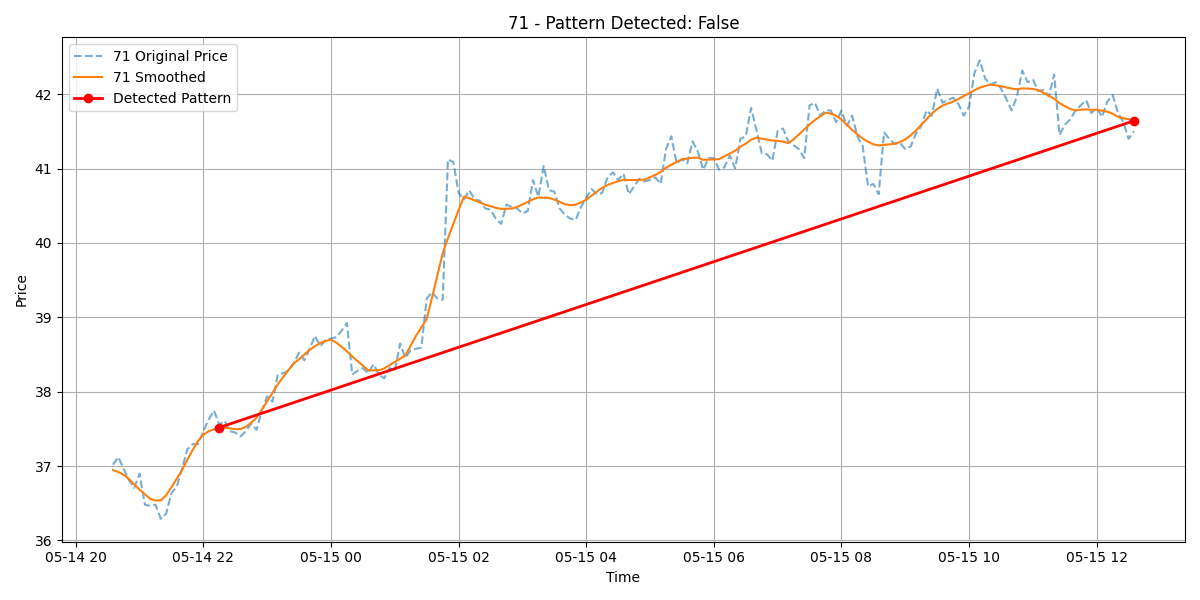 71 - Pattern Detected: False
71 Original Price
71 Smoothed
Detected Pattern
Price
42
41
40
39
38
37
36
05-14 20
05-14 22
05-15 00
05-15 02
05-15 04
05-15 06
05-15 08
05-15 10
05-15 12
Time